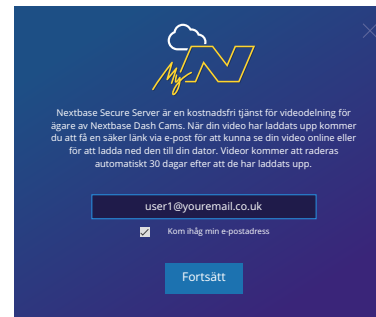 My N
Nextbase Secure Server är en kostnadsfri tjänst för videodelning för
ägare av Nextbase Dash Cams. När din video har laddats upp kommer
du att få en säker länk via e-post för att kunna se din video online eller
för att ladda ned den till din dator. Videor kommer att raderas
automatiskt 30 dagar efter att de har laddats upp.
user1@youremail.co.uk
Kom ihåg min e-postadress
Fortsätt